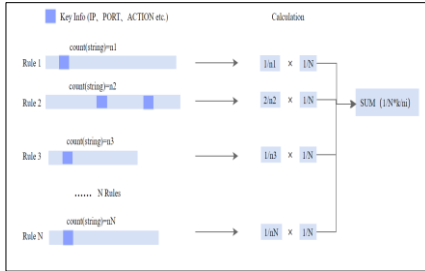 Key Info (IP、PORT、ACTION etc.) Calculation
count(string)=n1
Rule 1 1/n1 × 1/N
count(string)=n2
Rule 2 2/n2 × 1/N SUM (1/N*k/ni)
count(string)=n3
Rule 3 1/n3 × 1/N
...... N Rules
count(string)=nN
Rule N 1/nN × 1/N